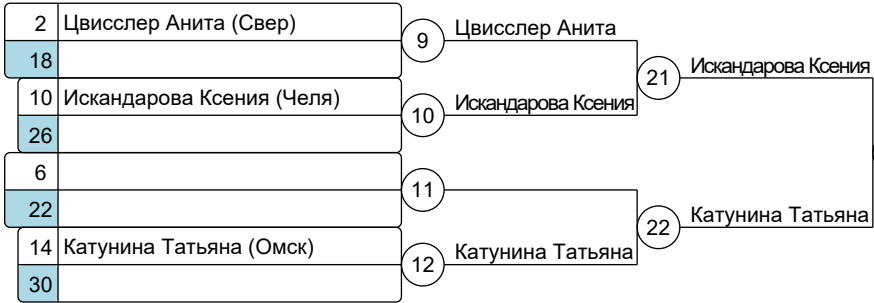 2 Цвисслер Анита (Свер)
18
9 Цвисслер Анита
10 Искандарова Ксения (Челя)
26
10 Искандарова Ксения
21 Искандарова Ксения
6
22
11
14 Катунина Татьяна (Омск)
30
12 Катунина Татьяна
22 Катунина Татьяна